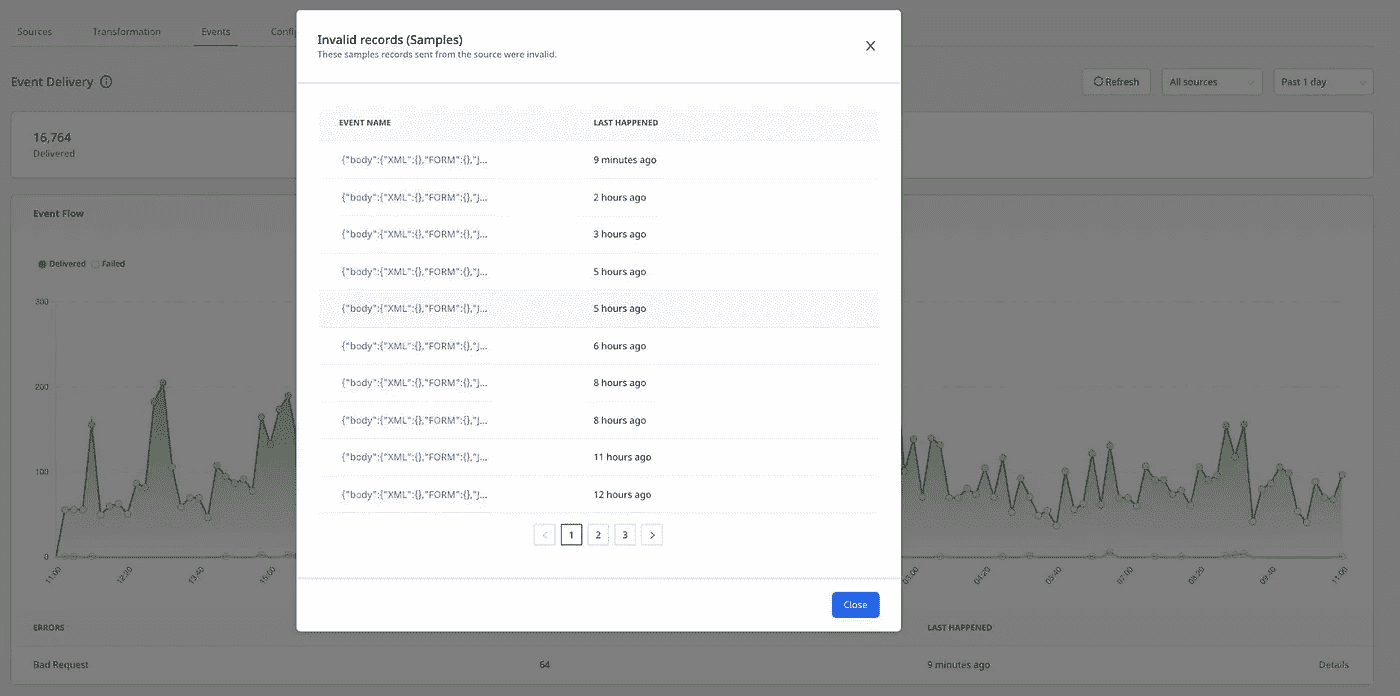 Sources
Transformation
Events
Config
Event Delivery
Refresh
All sources
Past 1 day
16,764
Delivered
Event Flow
Delivered
Failed
300
200
100
0
11:00
12:20
13:40
15:00
03:00
04:20
05:40
07:00
08:20
09:40
11:00
ERRORS
LAST HAPPENED
Bad Request
64
9 minutes ago
Details
Invalid records (Samples)
These samples records sent from the source were invalid.
EVENT NAME
LAST HAPPENED
{"body":{"XML":{},"FORM":{},"J...
9 minutes ago
{"body":{"XML":{},"FORM":{},"J...
2 hours ago
{"body":{"XML":{},"FORM":{},"J...
3 hours ago
{"body":{"XML":{},"FORM":{},"J...
5 hours ago
{"body":{"XML":{},"FORM":{},"J...
5 hours ago
{"body":{"XML":{},"FORM":{},"J...
6 hours ago
{"body":{"XML":{},"FORM":{},"J...
8 hours ago
{"body":{"XML":{},"FORM":{},"J...
8 hours ago
{"body":{"XML":{},"FORM":{},"J...
11 hours ago
{"body":{"XML":{},"FORM":{},"J...
12 hours ago
< 1 2 3 >
Close